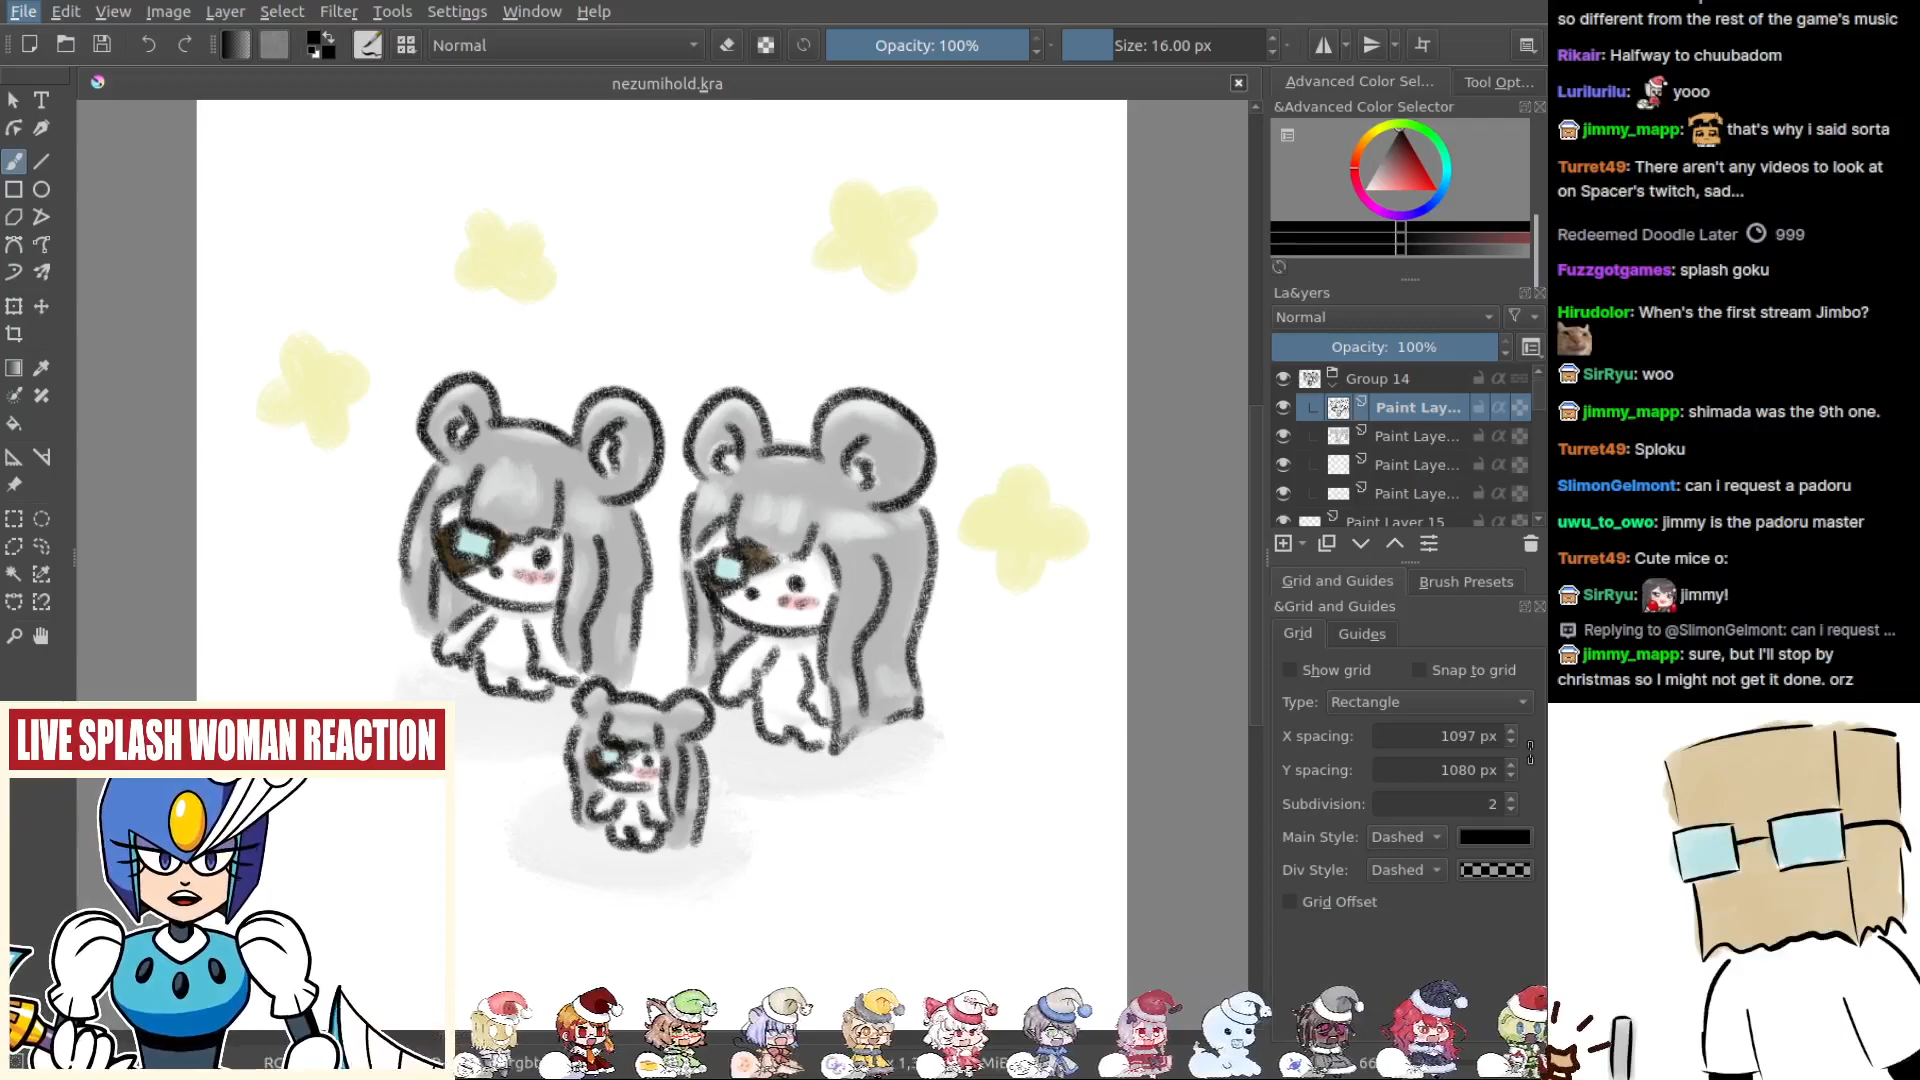 File Edit View Image Layer Select Filter Tools Settings Window Help
Normal
Opacity: 100%
Size: 16.00 px
nezumihold.kra
Advanced Color Sel...
Tool Opt...
&Advanced Color Selector
La&yers
Normal
Opacity: 100%
Group 14
Paint Lay...
Paint Laye...
Paint Laye...
Paint Laye...
Paint Layer 15
Grid and Guides
Brush Presets
&Grid and Guides
Grid
Guides
Show grid
Snap to grid
Type: Rectangle
X spacing: 1097 px
Y spacing: 1080 px
Subdivision: 2
Main Style: Dashed
Div Style: Dashed
Grid Offset
so different from the rest of the game's music
Rikair: Halfway to chuubadom
Lurilurilu: yooo
jimmy_mapp: that's why i said sorta
Turret49: There aren't any videos to look at
on Spacer's twitch, sad...
Redeemed Doodle Later 999
Fuzzgotgames: splash goku
Hirudolor: When's the first stream Jimbo?
SirRyu: woo
jimmy_mapp: shimada was the 9th one.
Turret49: Sploku
SlimonGelmont: can i request a padoru
uwu_to_owo: jimmy is the padoru master
Turret49: Cute mice o:
SirRyu: jimmy!
Replying to @SlimonGelmont: can i request ...
jimmy_mapp: sure, but I'll stop by
christmas so I might not get it done. orz
LIVE SPLASH WOMAN REACTION